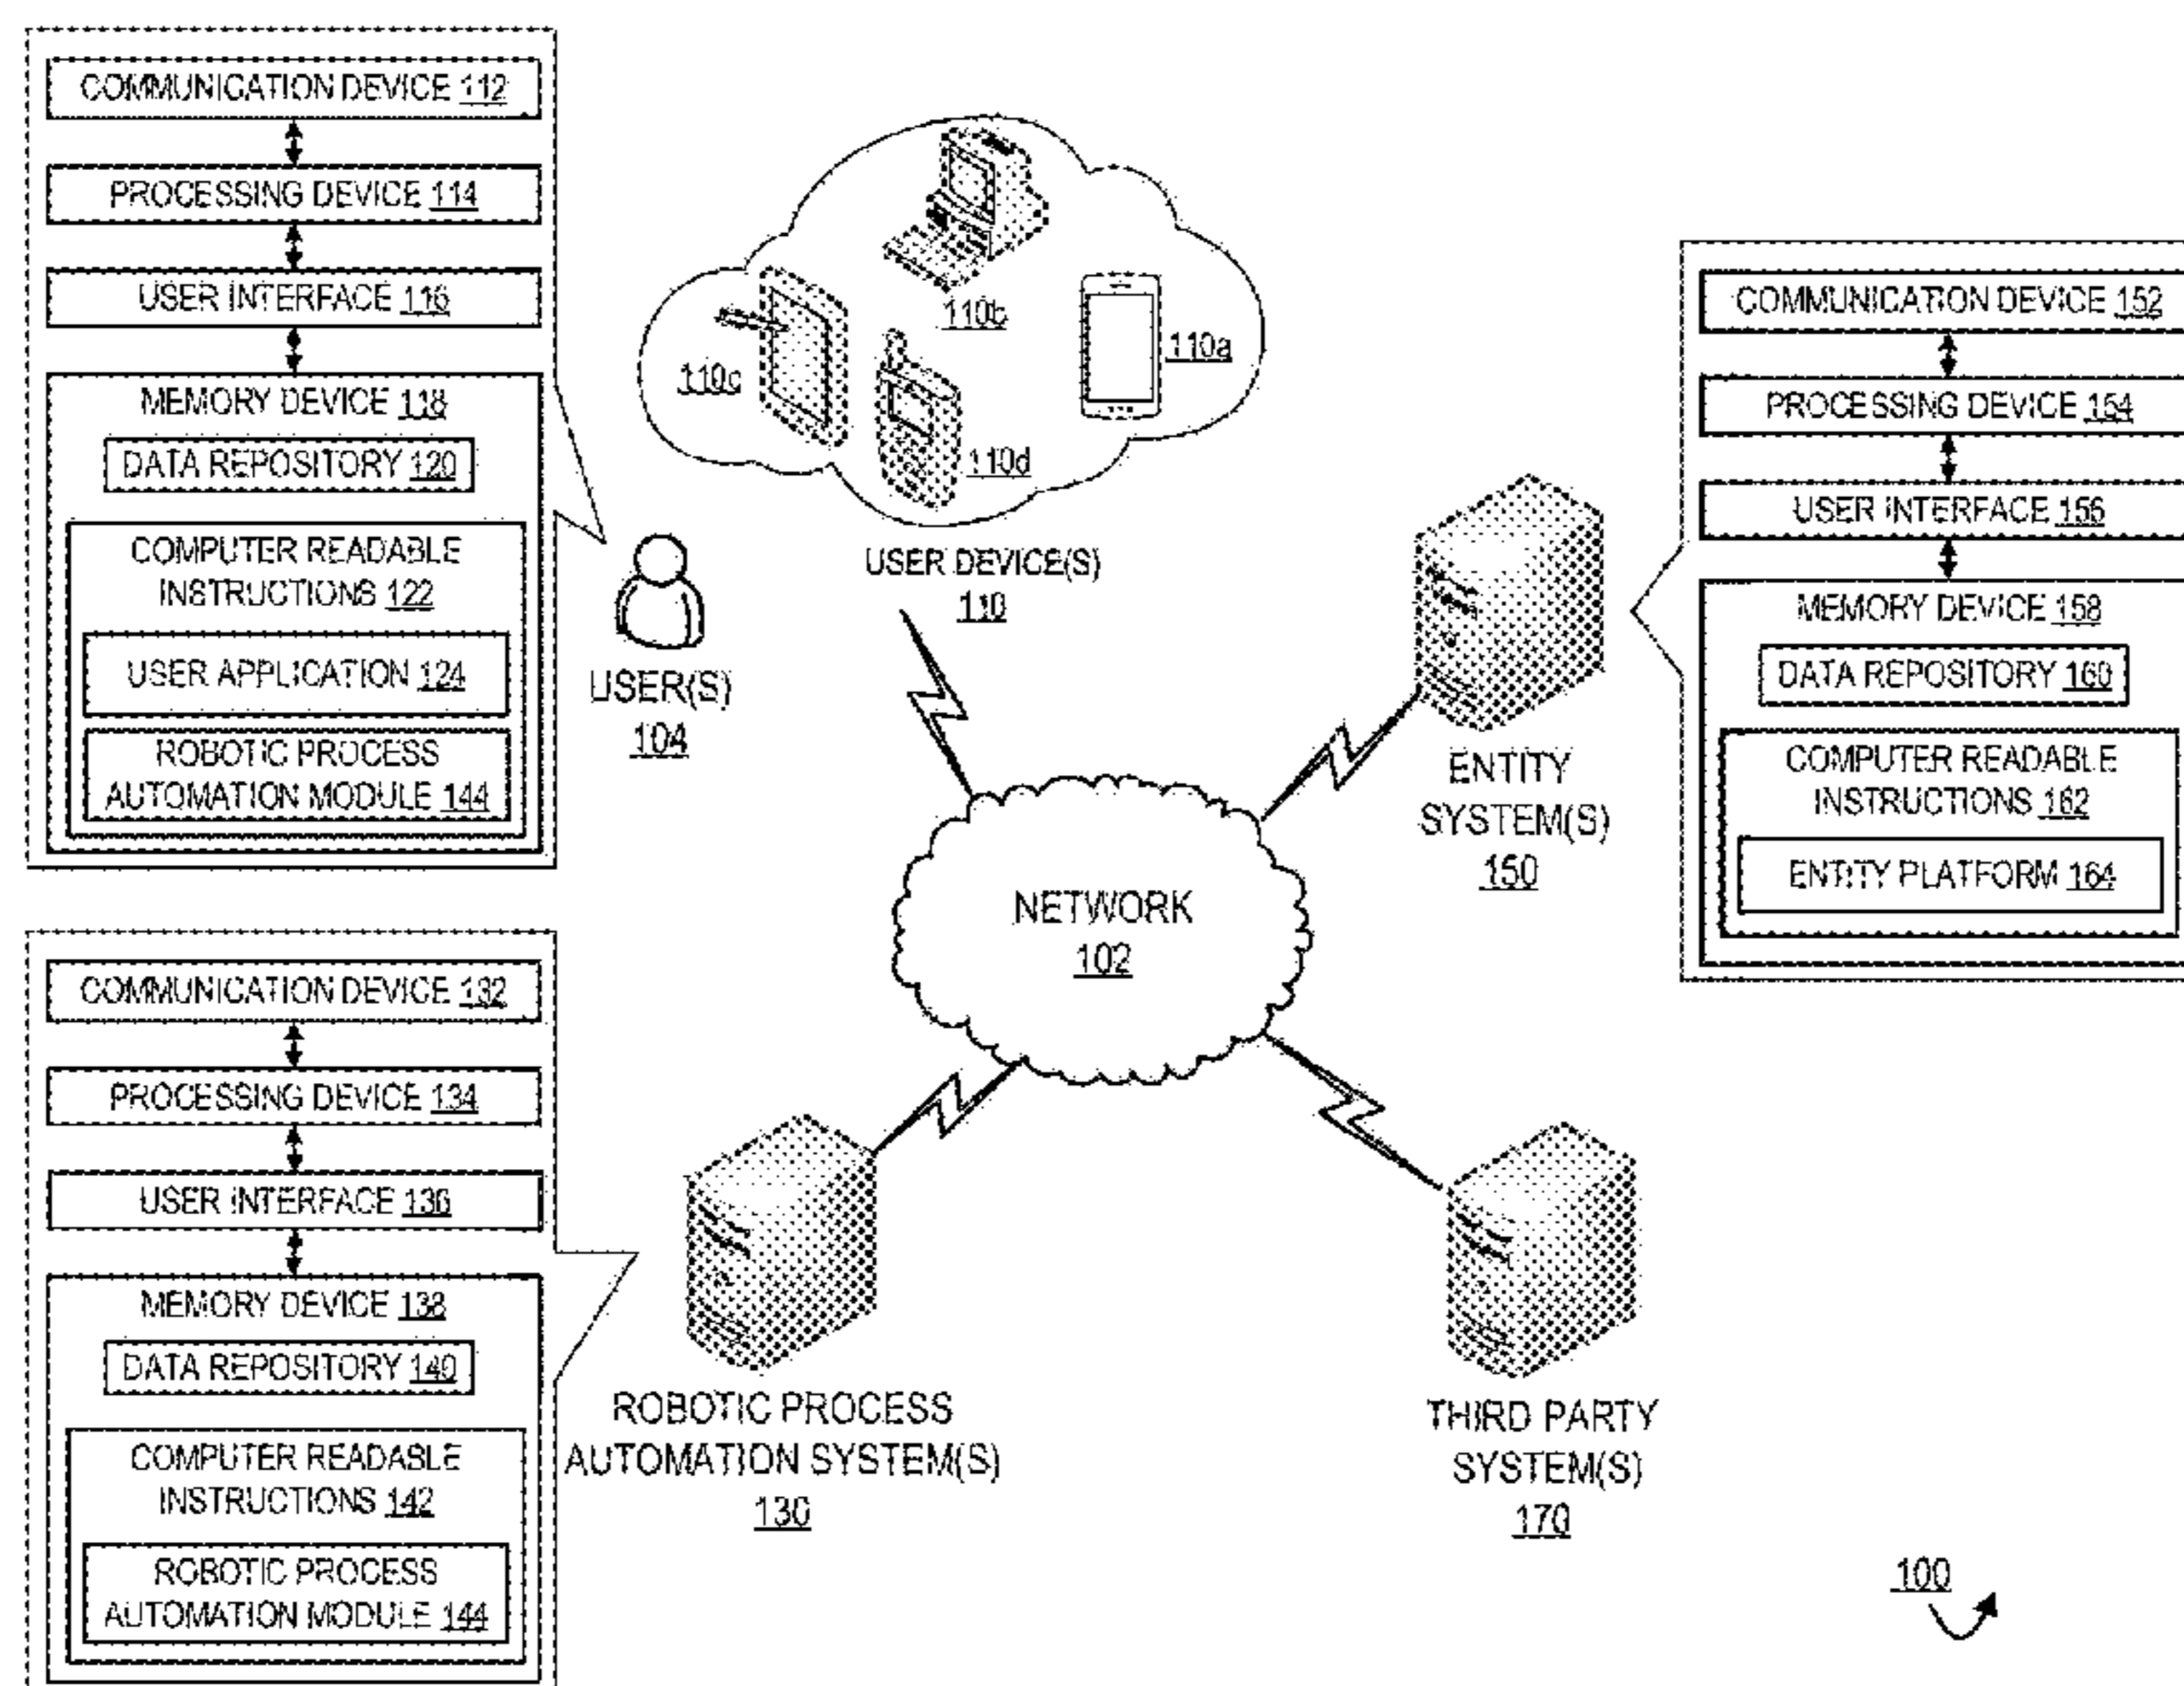 COMMUNICATION DEVICE 112
PROCESSING DEVICE 114
USER INTERFACE 116
MEMORY DEVICE 118
DATA REPOSITORY 120
COMPUTER READABLE
INSTRUCTIONS 122
USER APPLICATION 124
ROBOTIC PROCESS
AUTOMATION MODULE 144
110b
110a
110c
110d
USER DEVICE(S)
110
USER(S)
104
COMMUNICATION DEVICE 152
PROCESSING DEVICE 154
USER INTERFACE 156
MEMORY DEVICE 158
DATA REPOSITORY 160
COMPUTER READABLE
INSTRUCTIONS 162
ENTITY PLATFORM 164
ENTITY
SYSTEM(S)
150
NETWORK
102
COMMUNICATION DEVICE 132
PROCESSING DEVICE 134
USER INTERFACE 136
MEMORY DEVICE 138
DATA REPOSITORY 140
COMPUTER READABLE
INSTRUCTIONS 142
ROBOTIC PROCESS
AUTOMATION MODULE 144
ROBOTIC PROCESS
AUTOMATION SYSTEM(S)
130
THIRD PARTY
SYSTEM(S)
170
100